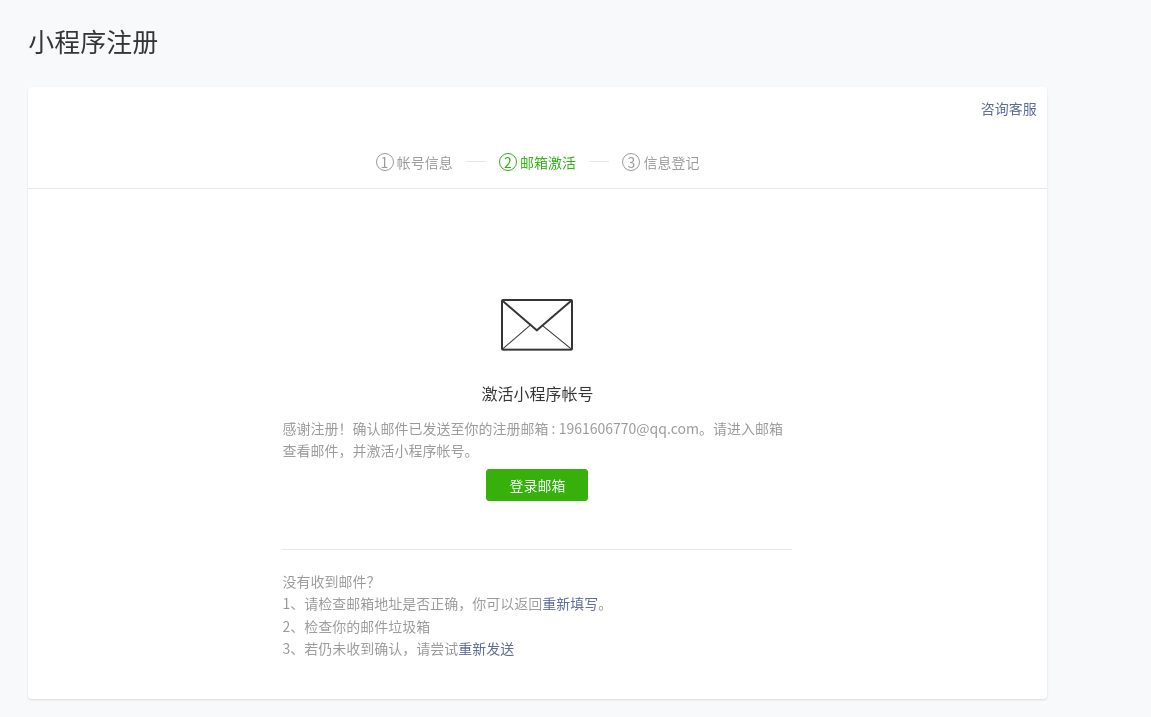 小程序注册
咨询客服
① 帐号信息 ② 邮箱激活 ③ 信息登记
激活小程序帐号
感谢注册！确认邮件已发送至你的注册邮箱 : 1961606770@qq.com。请进入邮箱
查看邮件，并激活小程序帐号。
登录邮箱
没有收到邮件？
1、请检查邮箱地址是否正确，你可以返回重新填写。
2、检查你的邮件垃圾箱
3、若仍未收到确认，请尝试重新发送